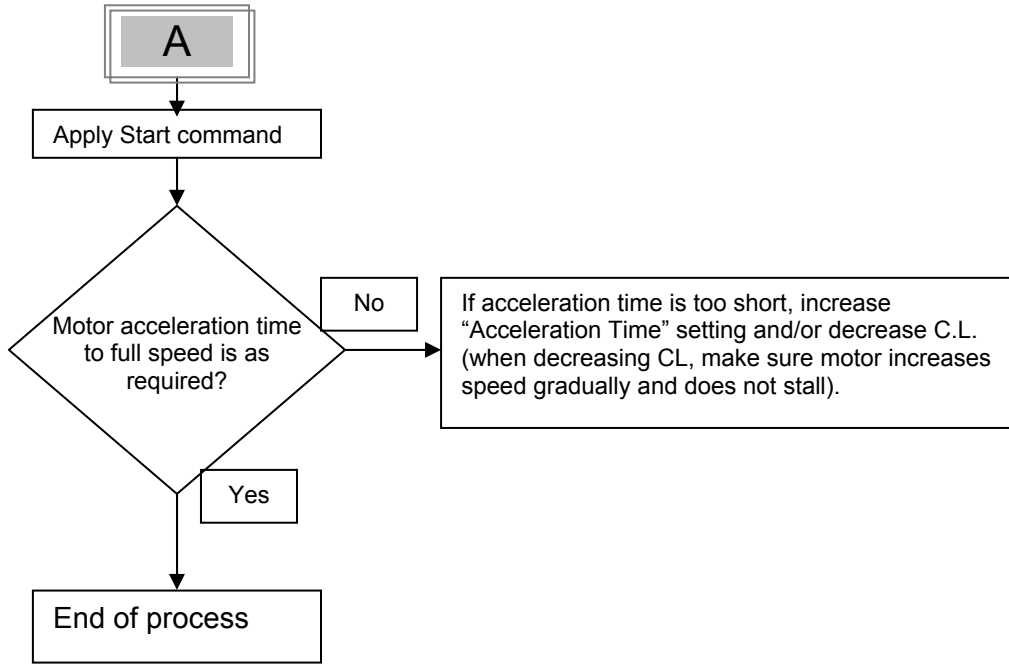 A
Apply Start command
Motor acceleration time
to full speed is as
required?
No
If acceleration time is too short, increase
“Acceleration Time” setting and/or decrease C.L.
(when decreasing CL, make sure motor increases
speed gradually and does not stall).
Yes
End of process